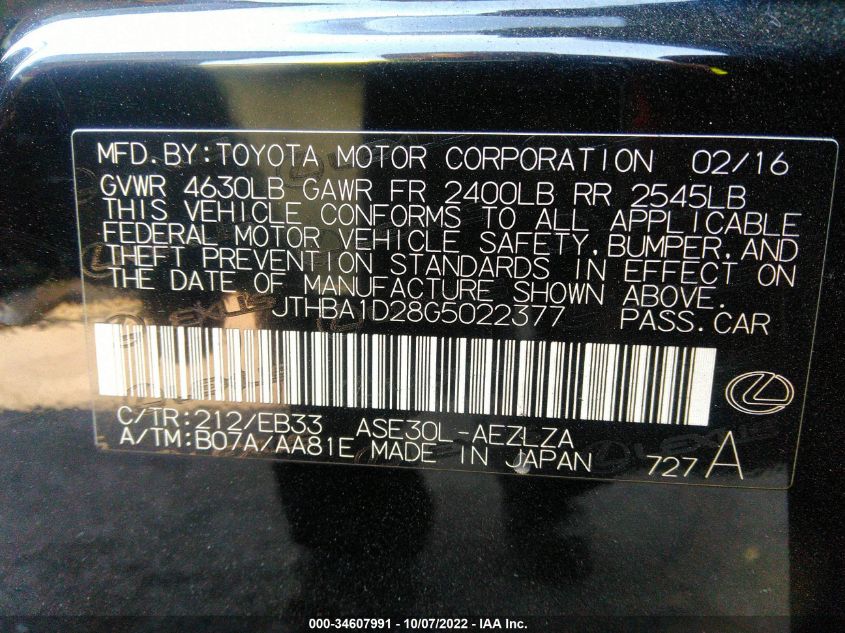 MFD.BY:TOYOTA MOTOR CORPORATION 02/16
GVWR 4630LB GAWR FR 2400LB RR 2545LB
THIS VEHICLE CONFORMS TO ALL APPLICABLE
FEDERAL MOTOR VEHICLE SAFETY,BUMPER,AND
THEFT PREVENTION STANDARDS IN EFFECT ON
THE DATE OF MANUFACTURE SHOWN ABOVE.
JTHBA1D28G5022377 PASS.CAR
C/TR:212/EB33 ASE30L-AEZLZA
A/TM:B07A/AA81E MADE IN JAPAN 727A
LEXUS
LEXUS
000-34607991 - 10/07/2022 - IAA Inc.